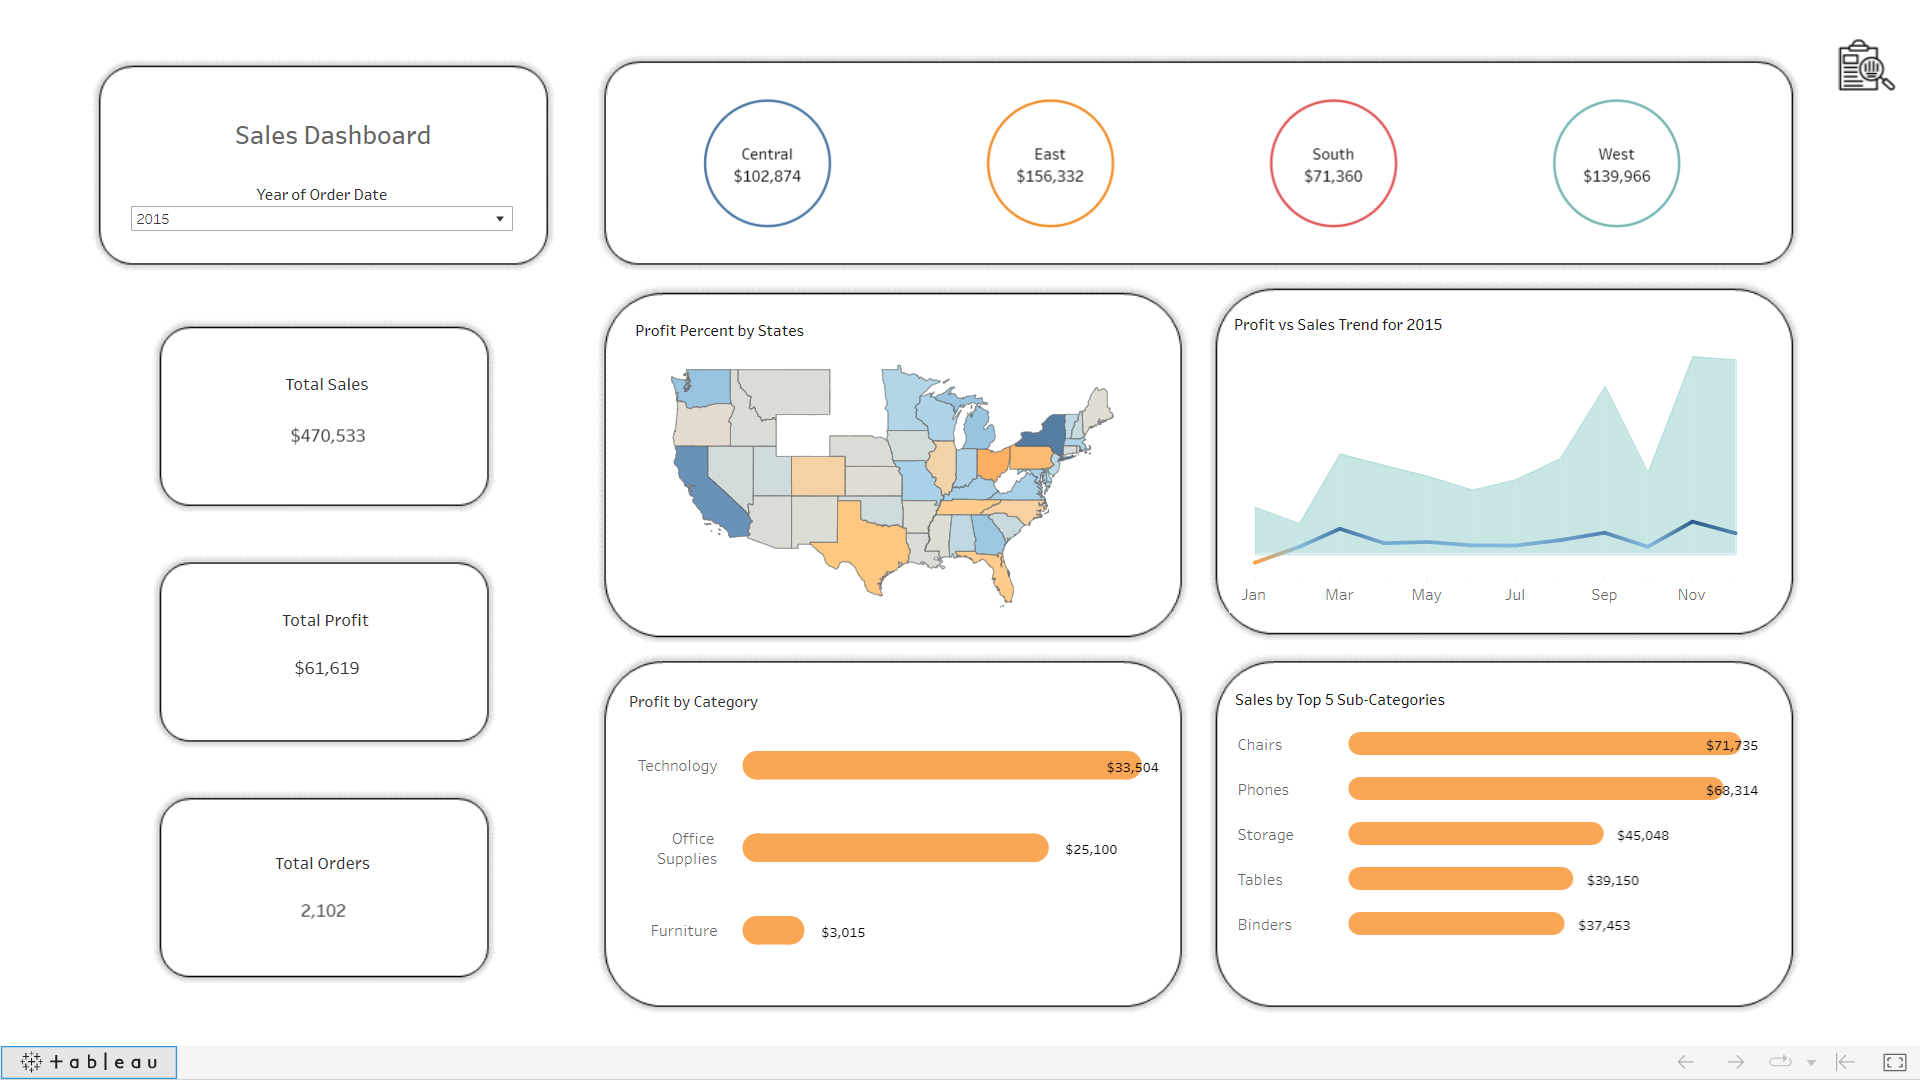 Sales Dashboard
Year of Order Date
2015
Central
$102,874
East
$156,332
South
$71,360
West
$139,966
Total Sales
$470,533
Total Profit
$61,619
Total Orders
2,102
Profit Percent by States
Profit vs Sales Trend for 2015
Jan Mar May Jul Sep Nov
Profit by Category
Technology $33,504
Office
Supplies $25,100
Furniture $3,015
Sales by Top 5 Sub-Categories
Chairs $71,735
Phones $68,314
Storage $45,048
Tables $39,150
Binders $37,453
+ableau